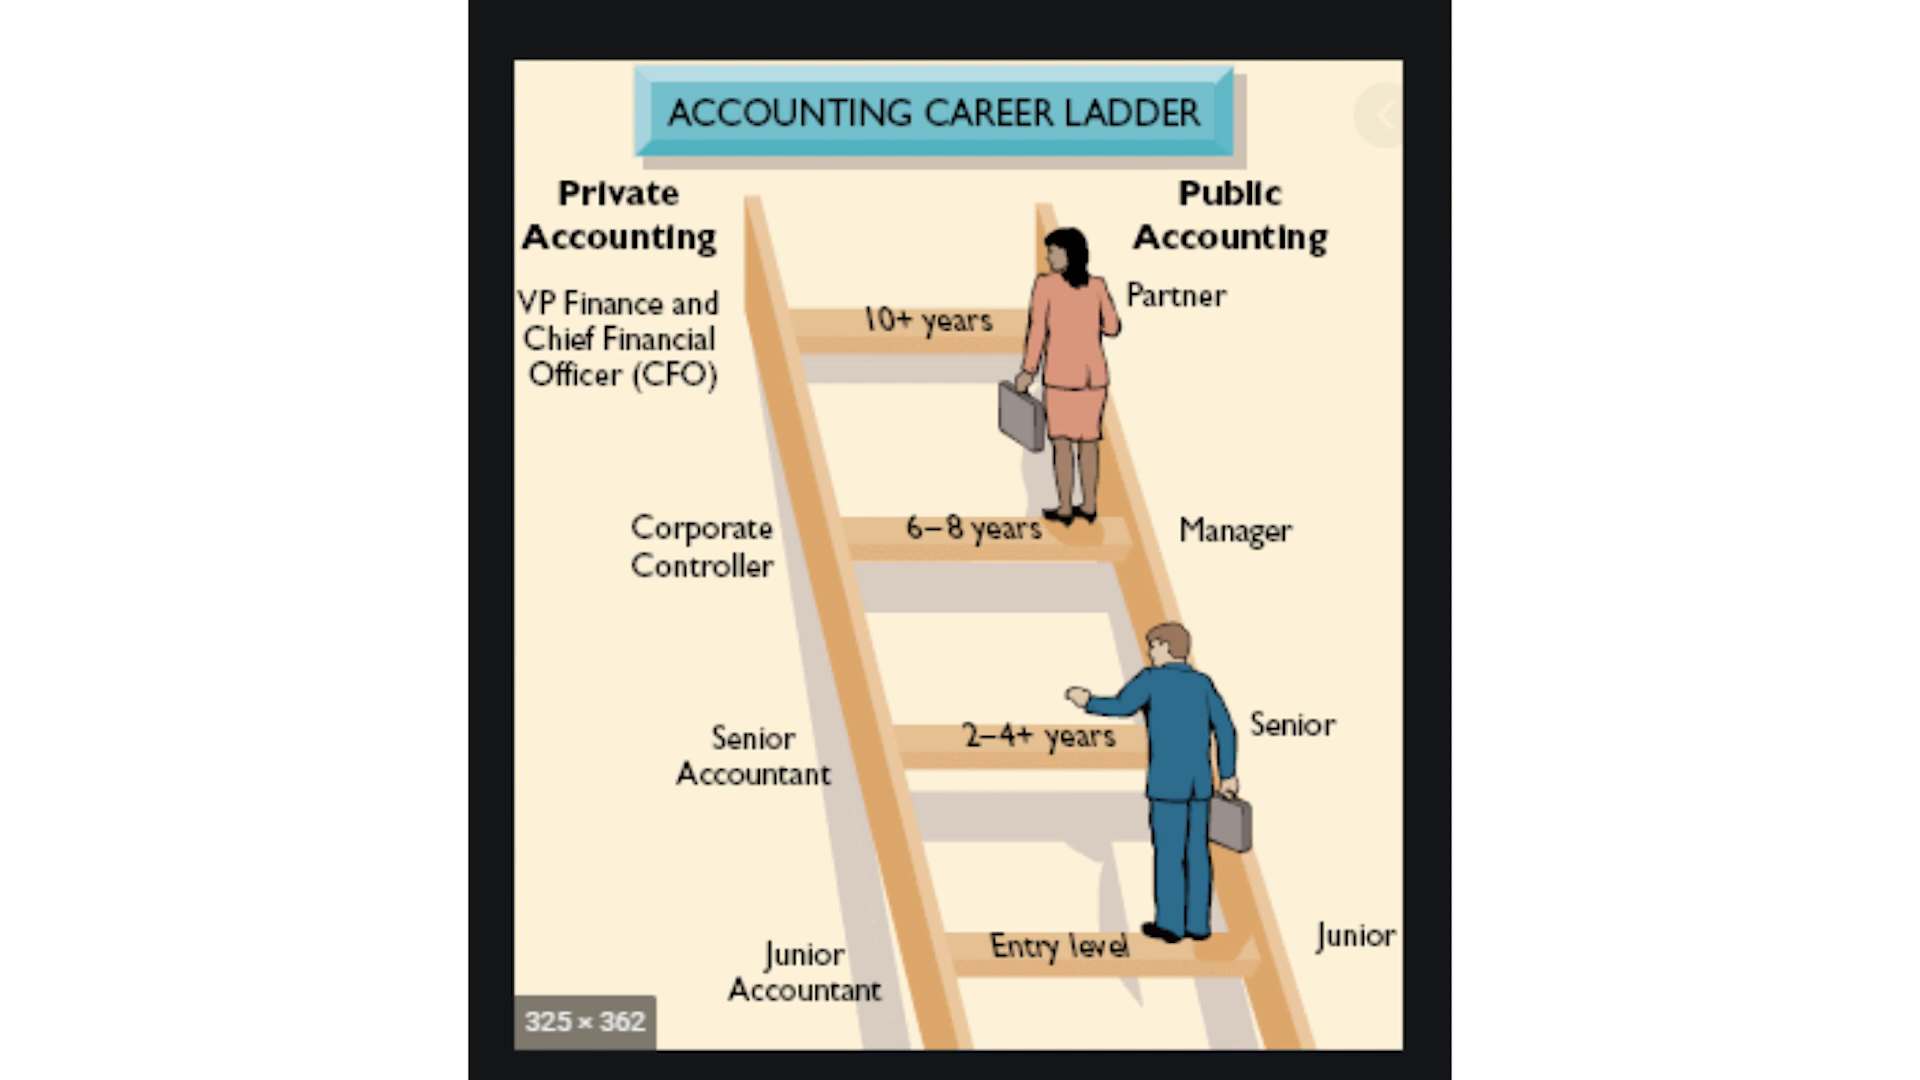 ACCOUNTING CAREER LADDER
Private
Accounting
Public
Accounting
VP Finance and
Chief Financial
Officer (CFO)
10+ years
Partner
Corporate
Controller
6–8 years
Manager
Senior
Accountant
2–4+ years
Senior
Junior
Accountant
Entry level
Junior
325 × 362